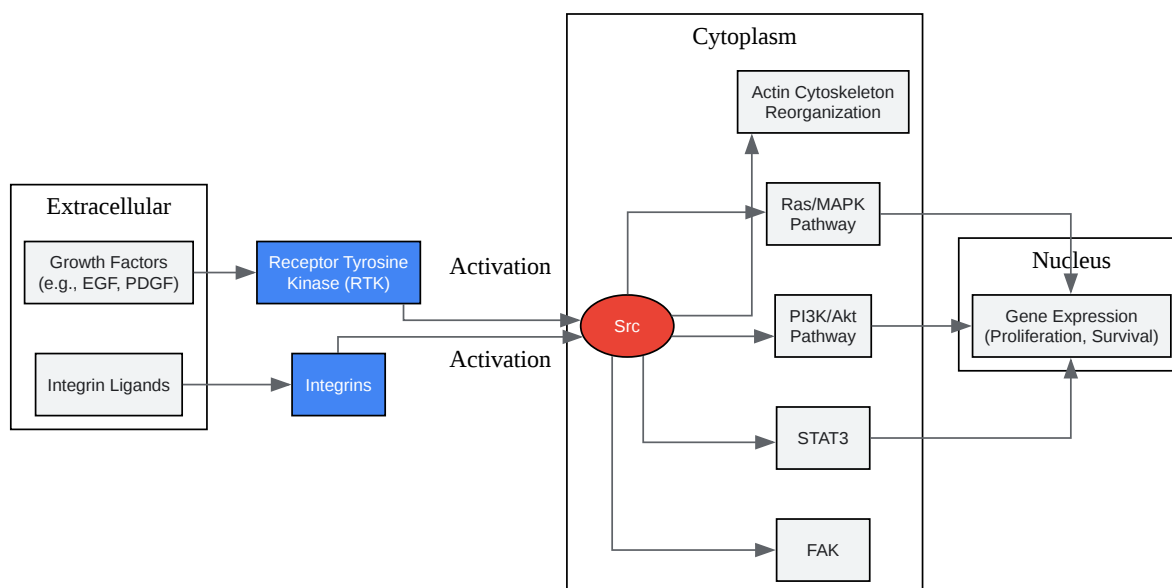 Cytoplasm
Actin Cytoskeleton
Reorganization
Extracellular
Ras/MAPK
Pathway
Growth Factors
(e.g., EGF, PDGF)
Receptor Tyrosine
Kinase (RTK)
Activation
Nucleus
Src
PI3K/Akt
Pathway
Gene Expression
(Proliferation, Survival)
Activation
Integrin Ligands
Integrins
STAT3
FAK